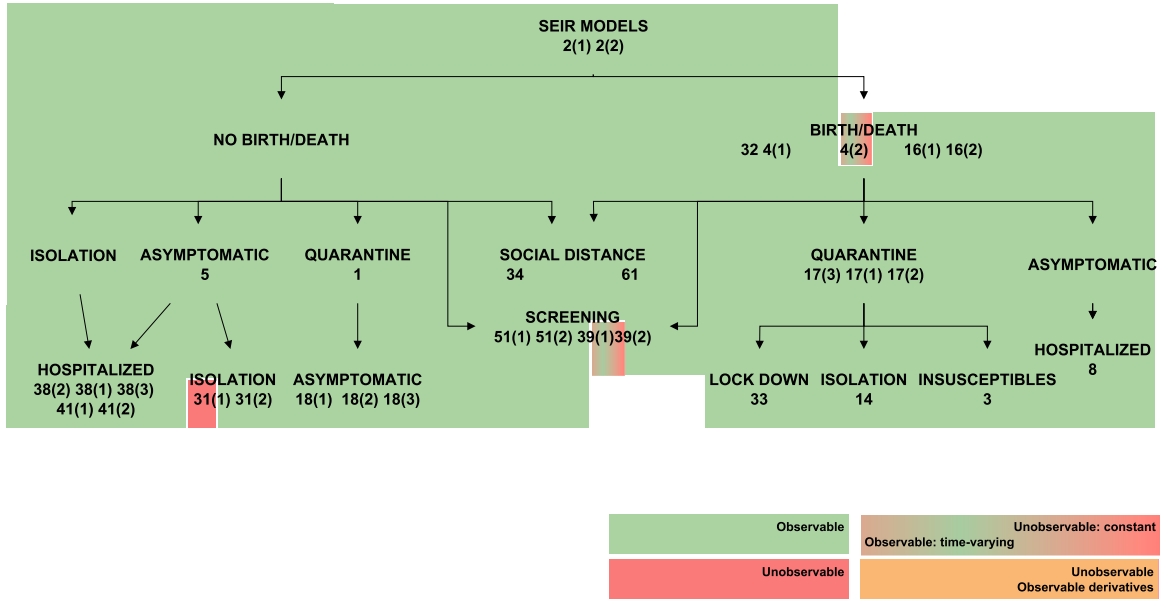 SEIR MODELS
2(1) 2(2)
NO BIRTH/DEATH
BIRTH/DEATH
32 4(1) 4(2) 16(1) 16(2)
ISOLATION
ASYMPTOMATIC
5
QUARANTINE
1
SOCIAL DISTANCE
34 61
QUARANTINE
17(3) 17(1) 17(2)
ASYMPTOMATIC
SCREENING
51(1) 51(2) 39(1)39(2)
HOSPITALIZED
38(2) 38(1) 38(3)
41(1) 41(2)
ISOLATION
31(1) 31(2)
ASYMPTOMATIC
18(1) 18(2) 18(3)
LOCK DOWN
33
ISOLATION
14
INSUSCEPTIBLES
3
HOSPITALIZED
8
Observable
Unobservable: constant
Observable: time-varying
Unobservable
Unobservable
Observable derivatives